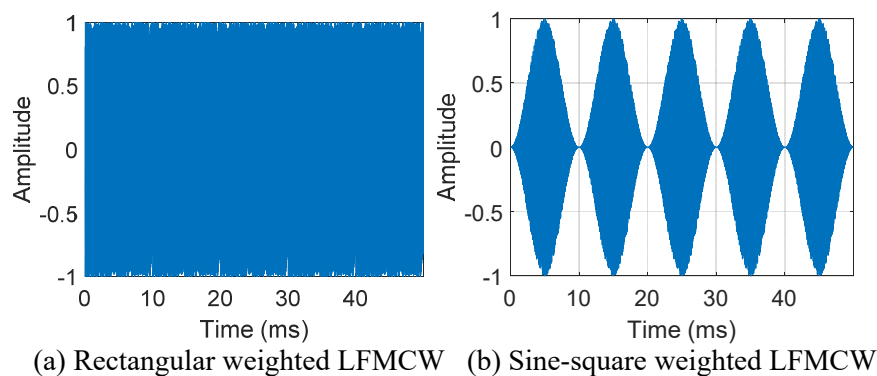 1
0.5
0
-0.5
-1
Amplitude
0 10 20 30 40
Time (ms)
(a) Rectangular weighted LFMCW
1
0.5
0
-0.5
-1
Amplitude
0 10 20 30 40
Time (ms)
(b) Sine-square weighted LFMCW